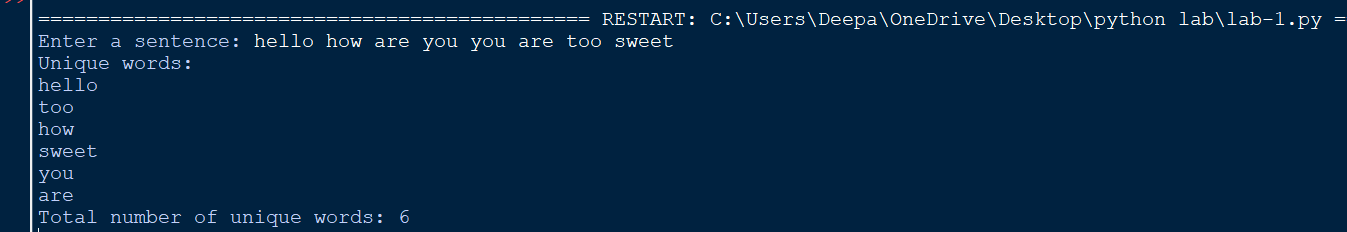 ============================================== RESTART: C:\Users\Deepa\OneDrive\Desktop\python lab\lab-1.py =
Enter a sentence: hello how are you you are too sweet
Unique words:
hello
too
how
sweet
you
are
Total number of unique words: 6